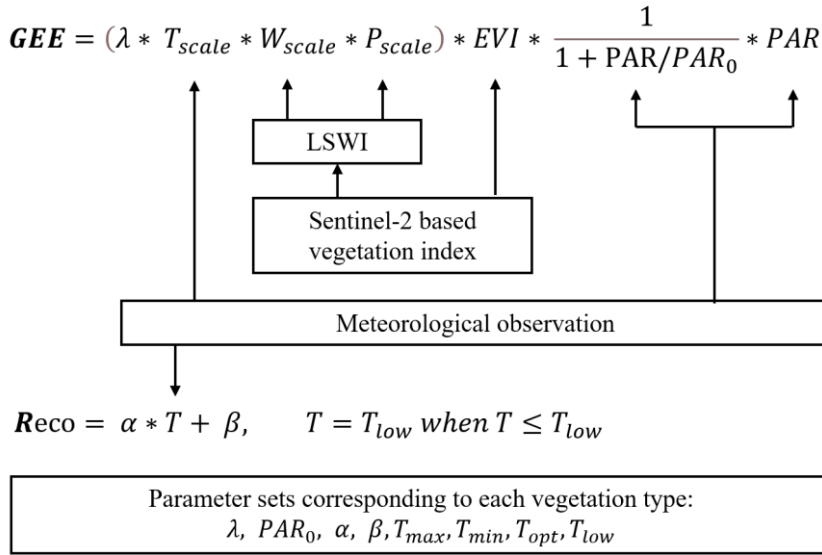 GEE = (λ * T_scale * W_scale * P_scale) * EVI * 1 / (1 + PAR/PAR_0) * PAR
LSWI
Sentinel-2 based
vegetation index
Meteorological observation
Reco = α * T + β, T = T_low when T ≤ T_low
Parameter sets corresponding to each vegetation type:
λ, PAR_0, α, β, T_max, T_min, T_opt, T_low